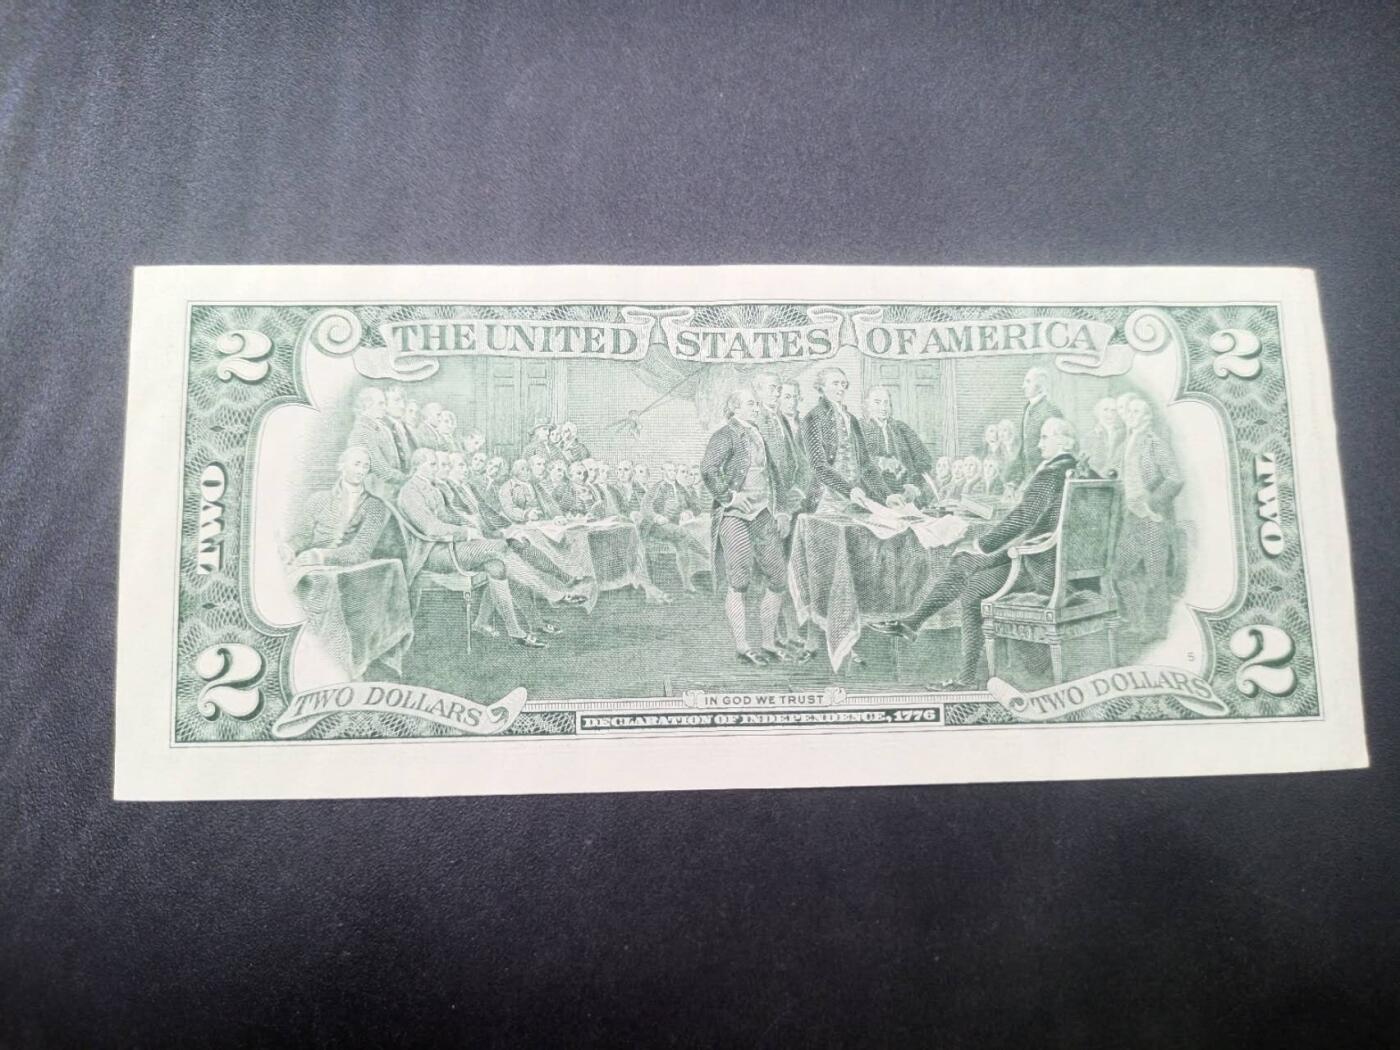 THE UNITED STATES OF AMERICA
2
2
TWO
TWO
2
2
TWO DOLLARS
IN GOD WE TRUST
TWO DOLLARS
DECLARATION OF INDEPENDENCE, 1776